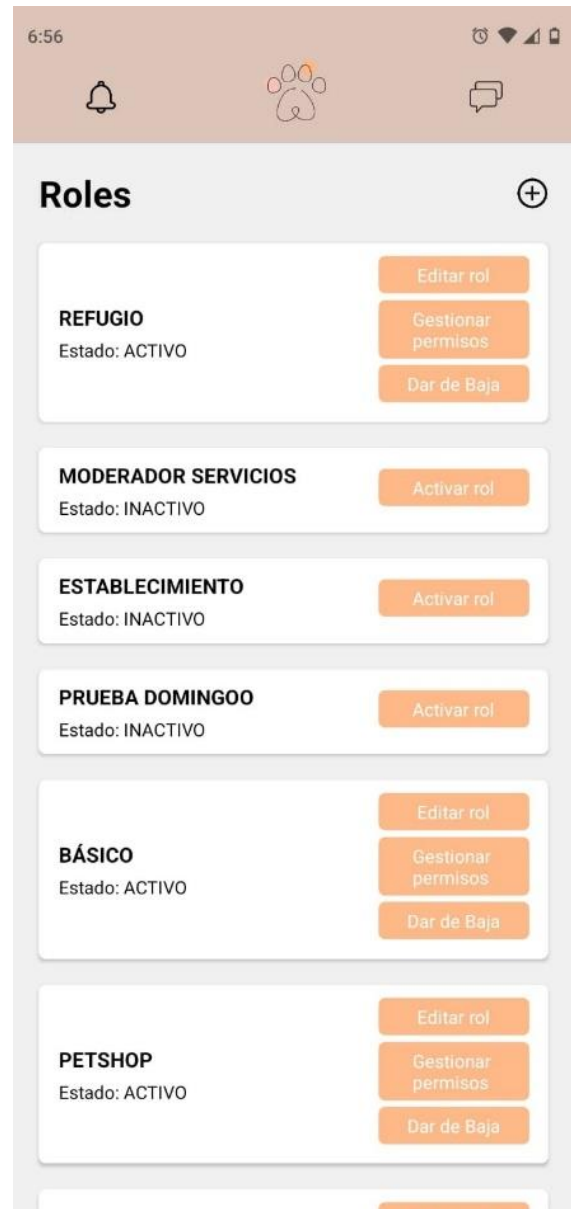 6:56
Roles
REFUGIO
Estado: ACTIVO
Editar rol
Gestionar
permisos
Dar de Baja
MODERADOR SERVICIOS
Estado: INACTIVO
Activar rol
ESTABLECIMIENTO
Estado: INACTIVO
Activar rol
PRUEBA DOMINGOO
Estado: INACTIVO
Activar rol
BÁSICO
Estado: ACTIVO
Editar rol
Gestionar
permisos
Dar de Baja
PETSHOP
Estado: ACTIVO
Editar rol
Gestionar
permisos
Dar de Baja